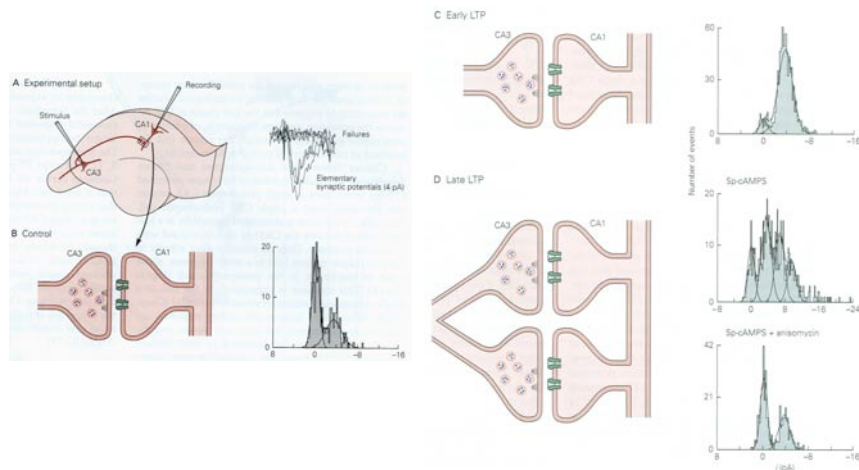 A Experimental setup
Recording
Stimulus
CA1
CA3
Failures
Elementary
synaptic potentials (4 pA)
B Control
CA3
CA1
20
10
0
8
0
-8
-16
C Early LTP
CA3
CA1
60
30
0
8
0
-8
-16
Number of events
D Late LTP
CA3
CA1
Sp-cAMPS
20
10
0
-8
0
8
-16
-24
Sp-cAMPS + anisomycin
42
21
0
8
0
-8
-16